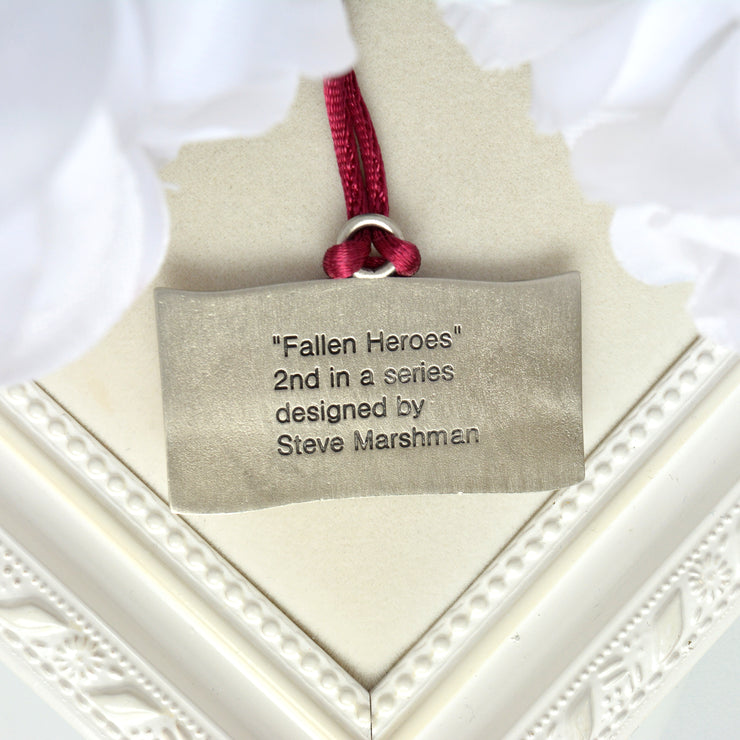 "Fallen Heroes"
2nd in a series
designed by
Steve Marshman